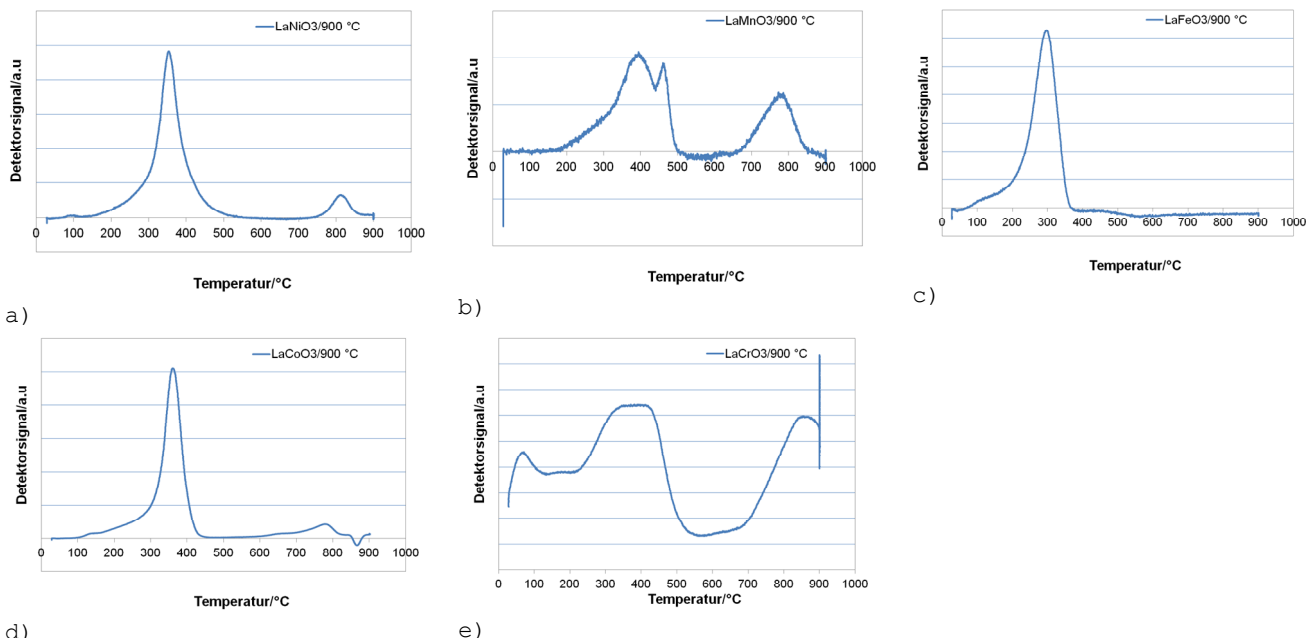 LaNiO3/900 °C
Detektorsignal/a.u
0 100 200 300 400 500 600 700 800 900 1000
Temperatur/°C
a)
LaMnO3/900 °C
Detektorsignal/a.u
0 100 200 300 400 500 600 700 800 900 1000
Temperatur/°C
b)
LaFeO3/900 °C
Detektorsignal/a.u
0 100 200 300 400 500 600 700 800 900 1000
Temperatur/°C
c)
LaCoO3/900 °C
Detektorsignal/a.u
0 100 200 300 400 500 600 700 800 900 1000
Temperatur/°C
d)
LaCrO3/900 °C
Detektorsignal/a.u
0 100 200 300 400 500 600 700 800 900 1000
Temperatur/°C
e)